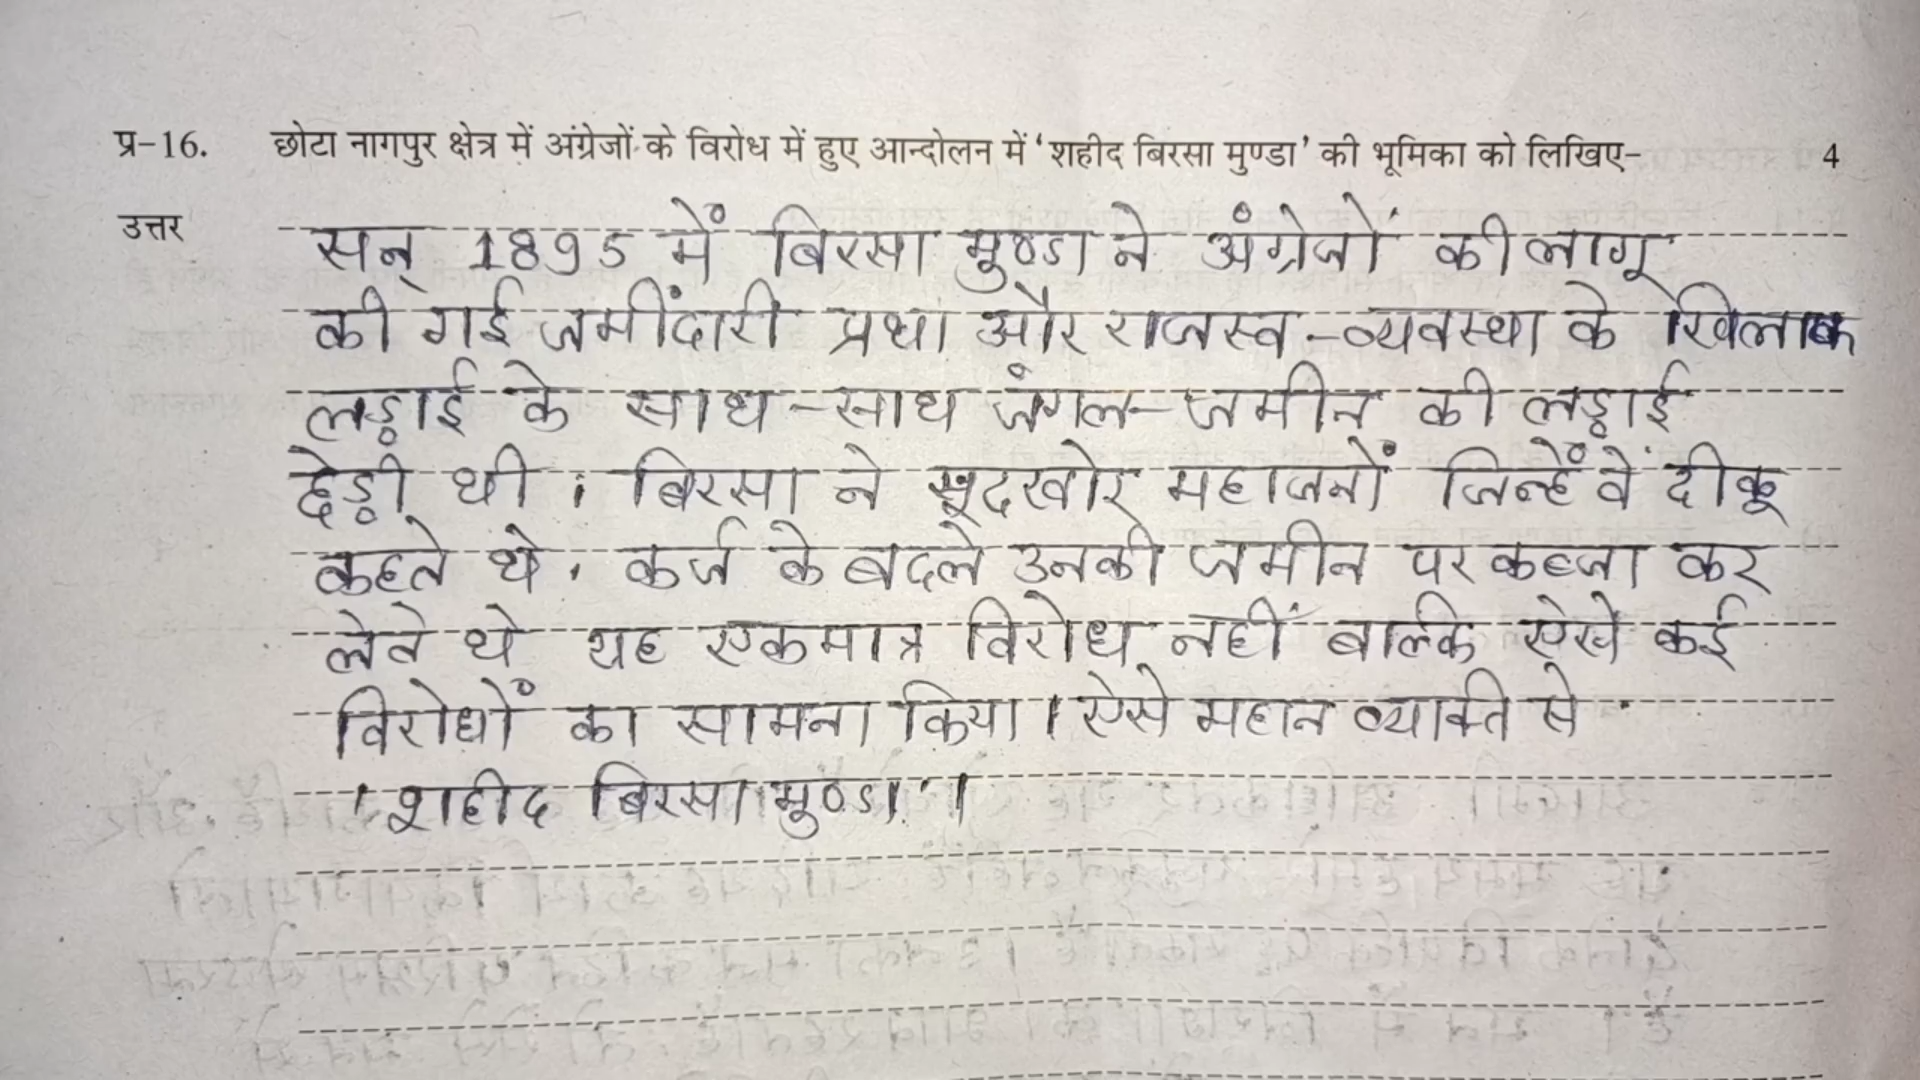 प्र-16. छोटा नागपुर क्षेत्र में अंग्रेजों के विरोध में हुए आन्दोलन में 'शहीद बिरसा मुण्डा' की भूमिका को लिखिए- 4
उत्तर सन् 1895 में बिरसा मुण्डा ने अंग्रेजों की लागू
की गई जमींदारी प्रथा और राजस्व-व्यवस्था के खिलाफ
लड़ाई के साथ-साथ जंगल-जमीन की लड़ाई
छेड़ी थी। बिरसा ने सूदखोर महाजनों जिन्हें वें दीकू
कहते थे, कर्ज के बदले उनकी जमीन पर कब्जा कर
लेते थे यह एकमात्र विरोध नहीं बल्कि ऐसे कई
विरोधों का सामना किया। ऐसे महान व्याक्ति से
'शहीद बिरसा मुण्डा'।